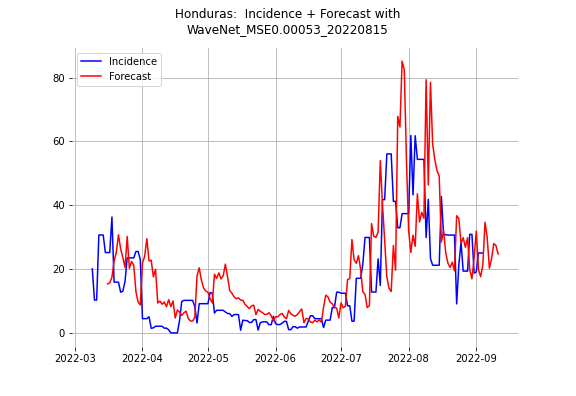 Honduras:  Incidence + Forecast with
WaveNet_MSE0.00053_20220815
Incidence
Forecast
80
60
40
20
0
2022-03 2022-04 2022-05 2022-06 2022-07 2022-08 2022-09